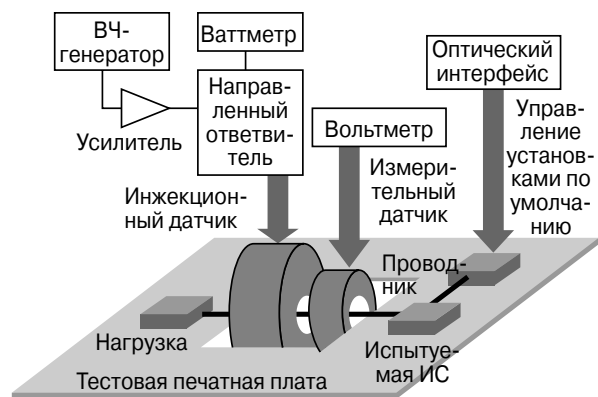 ВЧ-
генератор
Ваттметр
Оптический
интерфейс
Усилитель
Направ-
ленный
ответви-
тель
Вольтметр
Управ-
ление
установ-
ками по
умолча-
нию
Инжекцион-
ный датчик
Измери-
тельный
датчик
Провод-
ник
Нагрузка
Испытуе-
мая ИС
Тестовая печатная плата